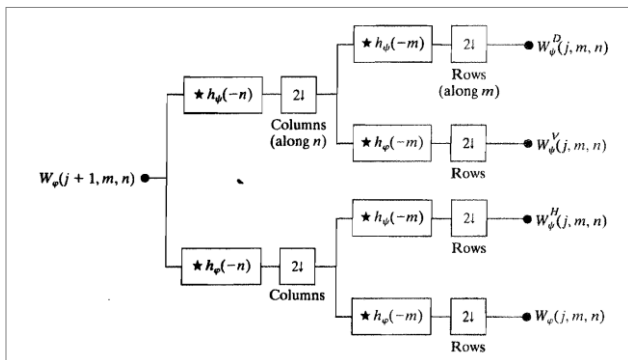 ★ h_ψ(−m) 2↓ W_ψ^D(j, m, n)
Rows
(along m)
★ h_ψ(−n) 2↓
Columns
(along n)
★ h_φ(−m) 2↓ W_ψ^V(j, m, n)
Rows
W_φ(j + 1, m, n)
★ h_ψ(−m) 2↓ W_ψ^H(j, m, n)
Rows
★ h_φ(−n) 2↓
Columns
★ h_φ(−m) 2↓ W_φ(j, m, n)
Rows